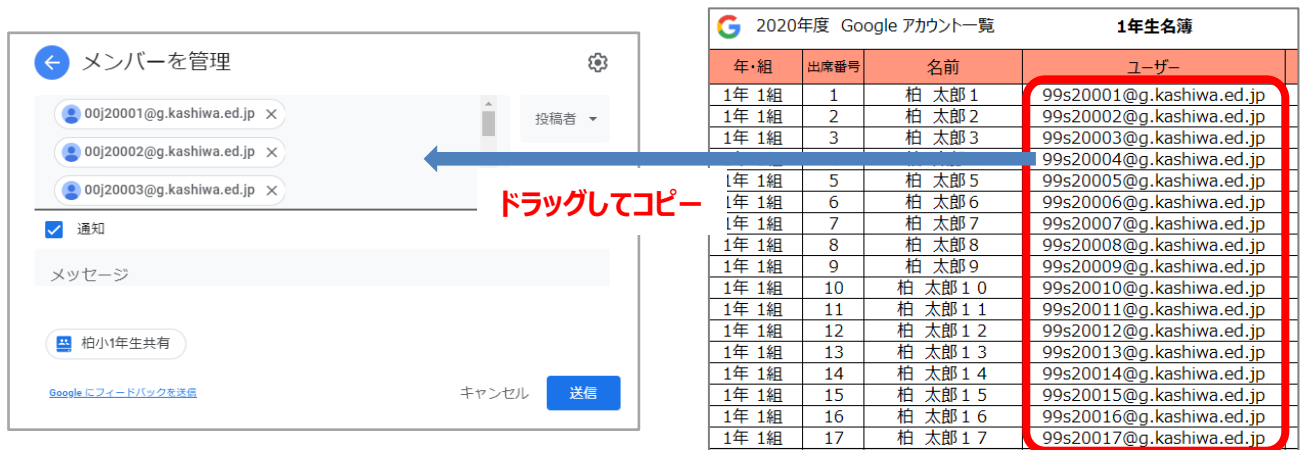 メンバーを管理
00j20001@g.kashiwa.ed.jp
投稿者
00j20002@g.kashiwa.ed.jp
00j20003@g.kashiwa.ed.jp
通知
メッセージ
柏小1年生共有
Google にフィードバックを送信
キャンセル 送信
ドラッグしてコピー
2020年度 Google アカウント一覧 1年生名簿
年・組 出席番号 名前 ユーザー
1年 1組 1 柏 太郎1 99s20001@g.kashiwa.ed.jp
1年 1組 2 柏 太郎2 99s20002@g.kashiwa.ed.jp
1年 1組 3 柏 太郎3 99s20003@g.kashiwa.ed.jp
99s20004@g.kashiwa.ed.jp
1年 1組 5 柏 太郎5 99s20005@g.kashiwa.ed.jp
1年 1組 6 柏 太郎6 99s20006@g.kashiwa.ed.jp
1年 1組 7 柏 太郎7 99s20007@g.kashiwa.ed.jp
1年 1組 8 柏 太郎8 99s20008@g.kashiwa.ed.jp
1年 1組 9 柏 太郎9 99s20009@g.kashiwa.ed.jp
1年 1組 10 柏 太郎10 99s20010@g.kashiwa.ed.jp
1年 1組 11 柏 太郎11 99s20011@g.kashiwa.ed.jp
1年 1組 12 柏 太郎12 99s20012@g.kashiwa.ed.jp
1年 1組 13 柏 太郎13 99s20013@g.kashiwa.ed.jp
1年 1組 14 柏 太郎14 99s20014@g.kashiwa.ed.jp
1年 1組 15 柏 太郎15 99s20015@g.kashiwa.ed.jp
1年 1組 16 柏 太郎16 99s20016@g.kashiwa.ed.jp
1年 1組 17 柏 太郎17 99s20017@g.kashiwa.ed.jp